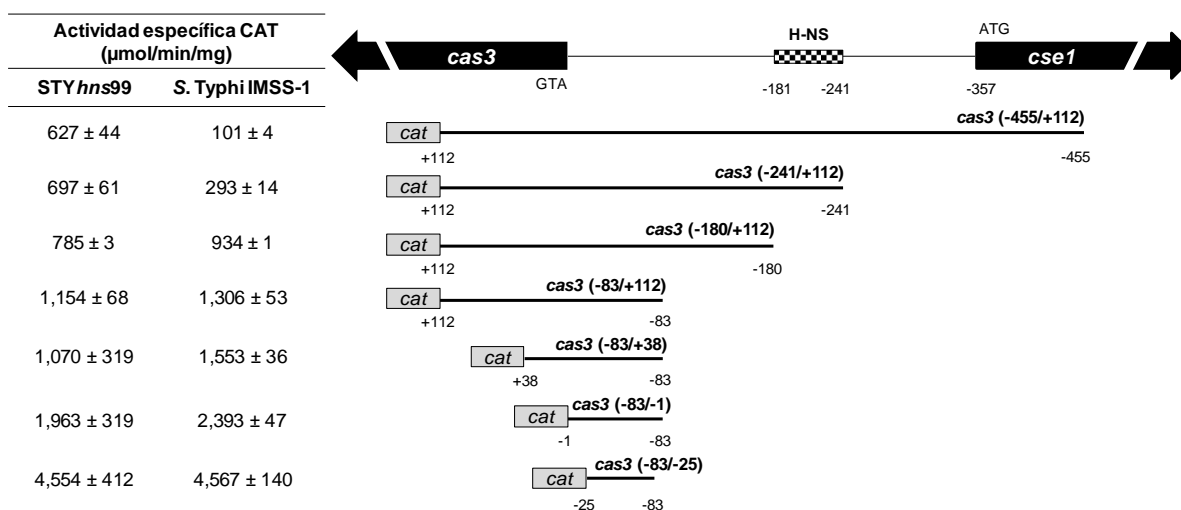 Actividad específica CAT
(µmol/min/mg)
STYhns99 S. Typhi IMSS-1
H-NS
ATG
cas3 cse1
GTA
-181 -241 -357
627 ± 44 101 ± 4
cat cas3 (-455/+112)
+112 -455
697 ± 61 293 ± 14
cat cas3 (-241/+112)
+112 -241
785 ± 3 934 ± 1
cat cas3 (-180/+112)
+112 -180
1,154 ± 68 1,306 ± 53
cat cas3 (-83/+112)
+112 -83
1,070 ± 319 1,553 ± 36
cat cas3 (-83/+38)
+38 -83
1,963 ± 319 2,393 ± 47
cat cas3 (-83/-1)
-1 -83
4,554 ± 412 4,567 ± 140
cat cas3 (-83/-25)
-25 -83